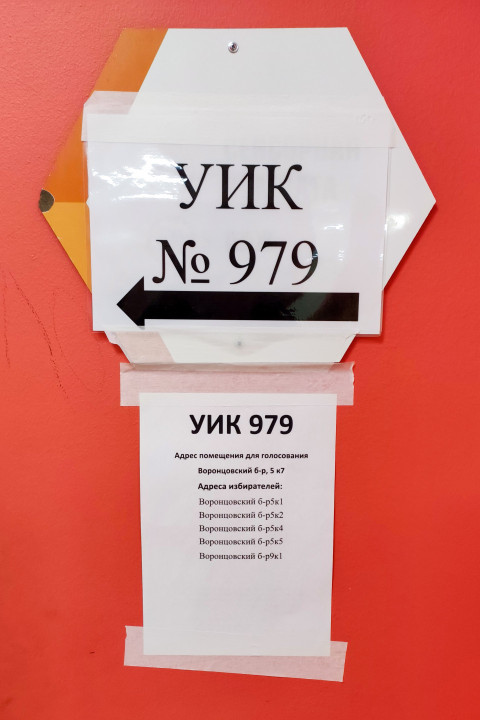 УИК
№ 979
УИК 979
Адрес помещения для голосования
Воронцовский б-р, 5 к7
Адреса избирателей:
Воронцовский б-р5к1
Воронцовский б-р5к2
Воронцовский б-р5к4
Воронцовский б-р5к5
Воронцовский б-р9к1